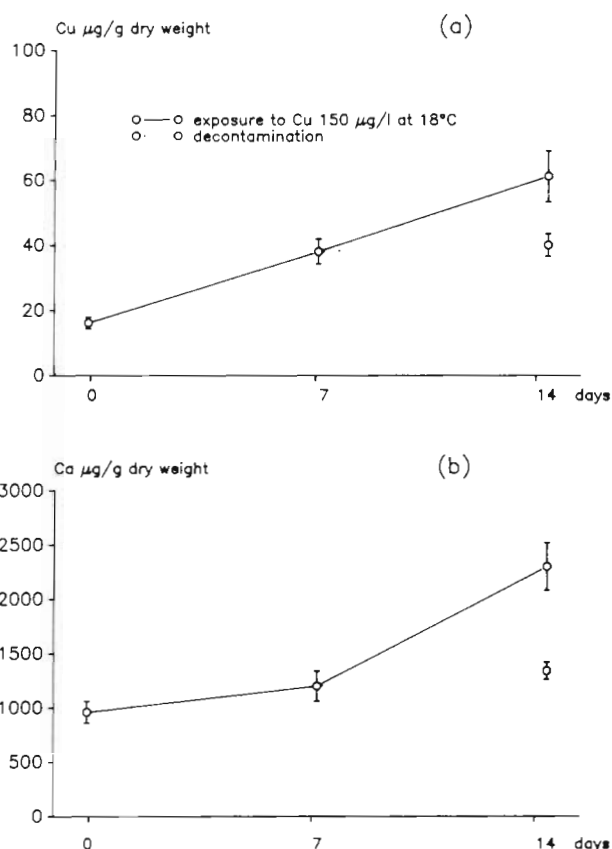 Cu µg/g dry weight
(a)
100
80
exposure to Cu 150 µg/l at 18°C
decontamination
60
40
20
0
0 7 14 days
Ca µg/g dry weight
(b)
3000
2500
2000
1500
1000
500
0
0 7 14 days